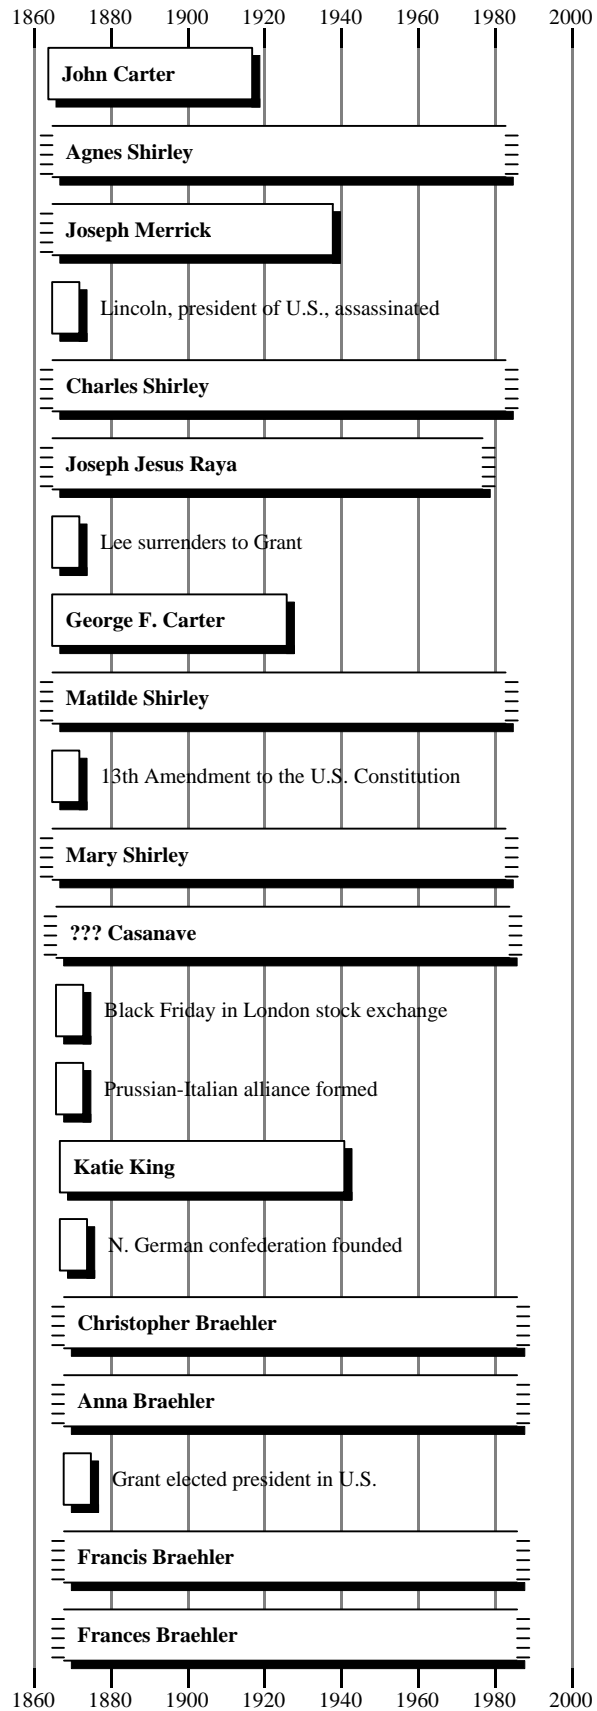 1860 1880 1900 1920 1940 1960 1980 2000
John Carter
Agnes Shirley
Joseph Merrick
Lincoln, president of U.S., assassinated
Charles Shirley
Joseph Jesus Raya
Lee surrenders to Grant
George F. Carter
Matilde Shirley
13th Amendment to the U.S. Constitution
Mary Shirley
??? Casanave
Black Friday in London stock exchange
Prussian-Italian alliance formed
Katie King
N. German confederation founded
Christopher Braehler
Anna Braehler
Grant elected president in U.S.
Francis Braehler
Frances Braehler
1860 1880 1900 1920 1940 1960 1980 2000